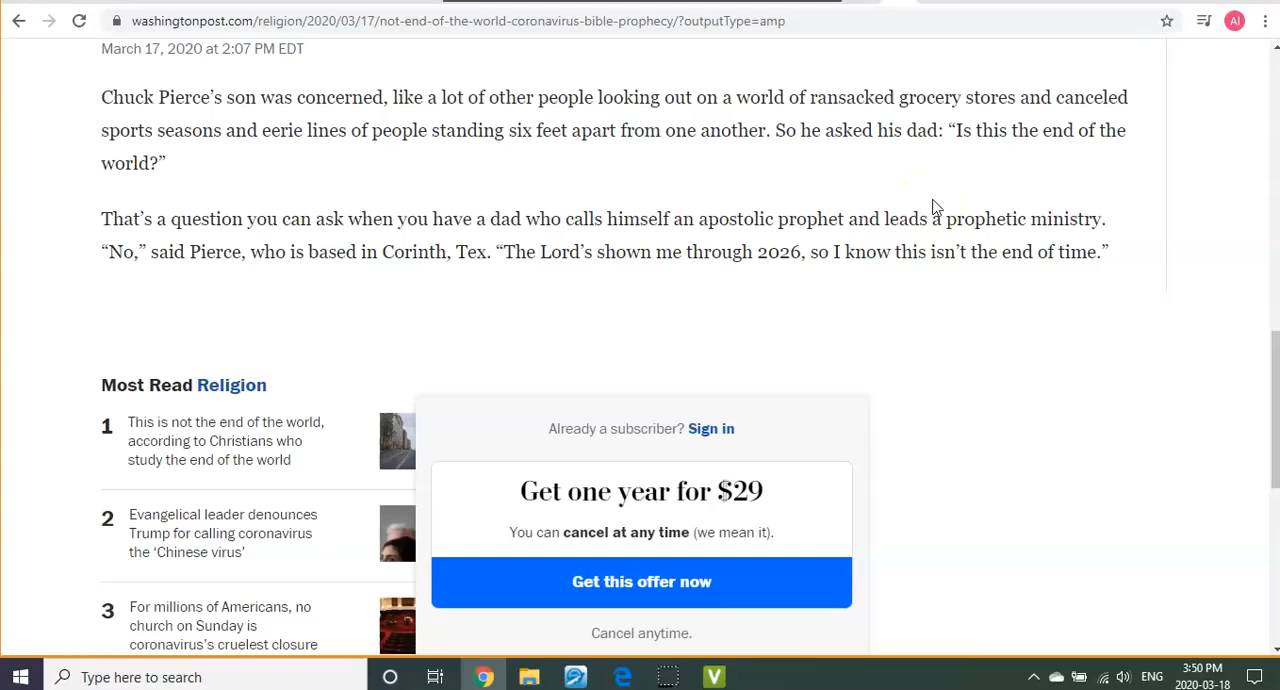 washingtonpost.com/religion/2020/03/17/not-end-of-the-world-coronavirus-bible-prophecy/?outputType=amp
AI
March 17, 2020 at 2:07 PM EDT
Chuck Pierce’s son was concerned, like a lot of other people looking out on a world of ransacked grocery stores and canceled
sports seasons and eerie lines of people standing six feet apart from one another. So he asked his dad: “Is this the end of the
world?”
That’s a question you can ask when you have a dad who calls himself an apostolic prophet and leads a prophetic ministry.
“No,” said Pierce, who is based in Corinth, Tex. “The Lord’s shown me through 2026, so I know this isn’t the end of time.”
Most Read Religion
1 This is not the end of the world,
according to Christians who
study the end of the world
2 Evangelical leader denounces
Trump for calling coronavirus
the ‘Chinese virus’
3 For millions of Americans, no
church on Sunday is
coronavirus’s cruelest closure
Already a subscriber? Sign in
Get one year for $29
You can cancel at any time (we mean it).
Get this offer now
Cancel anytime.
Type here to search
V
ENG
3:50 PM
2020-03-18